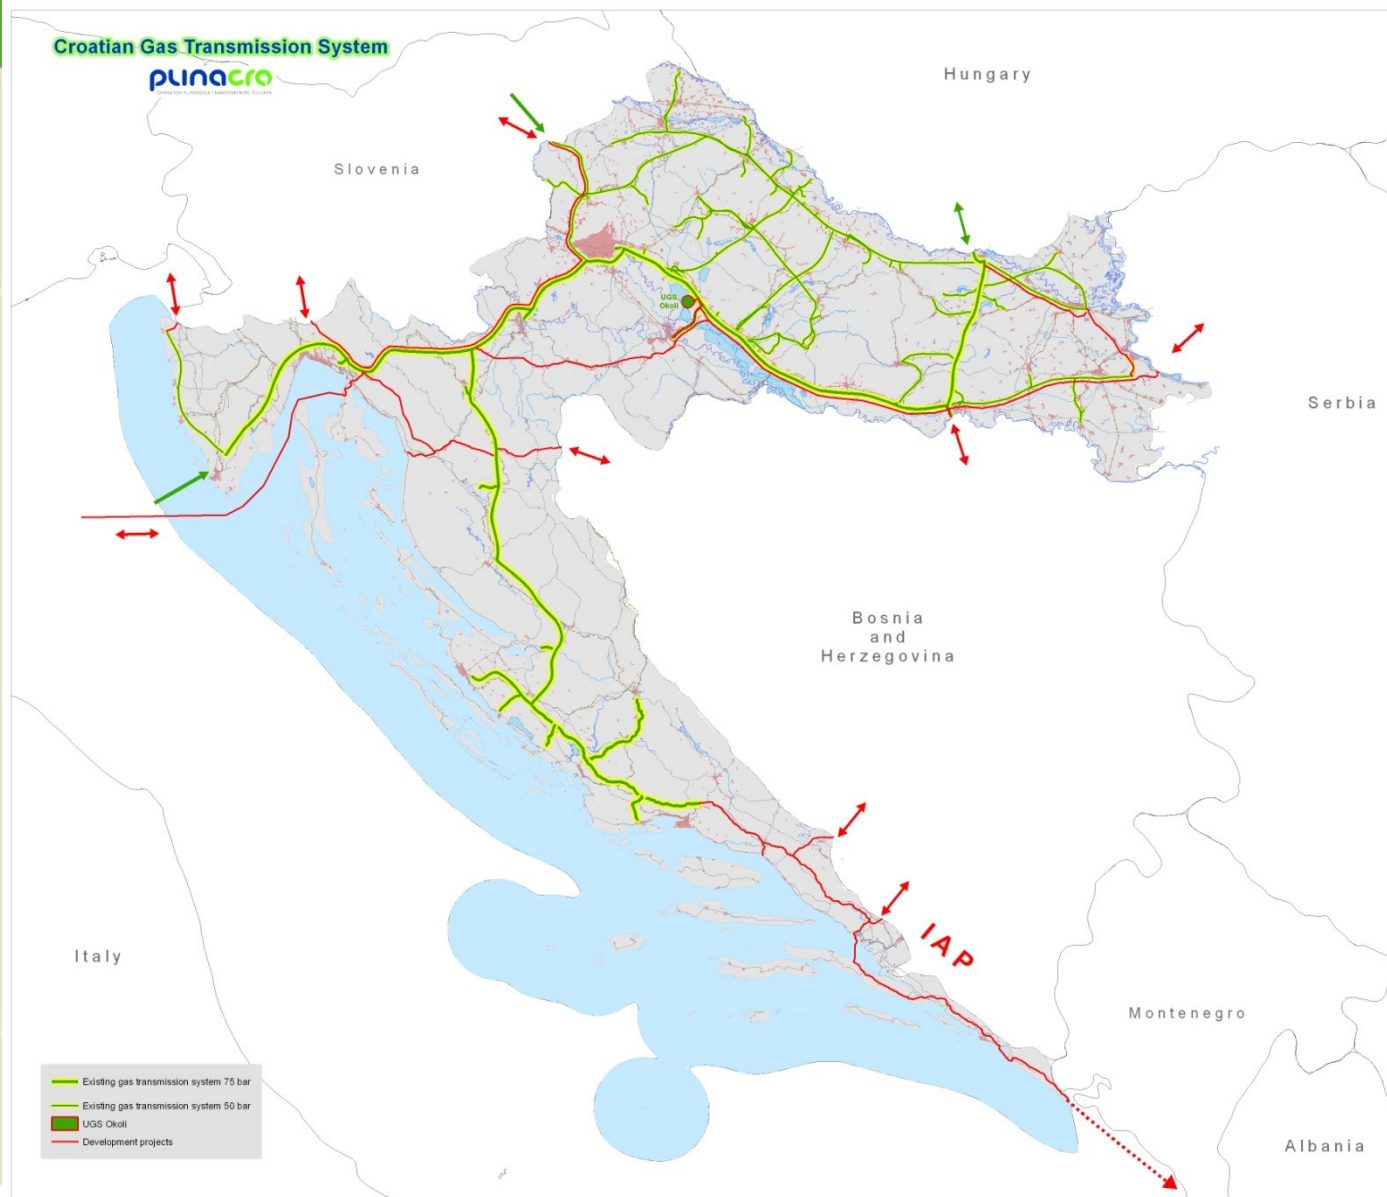 Croatian Gas Transmission System
plinacro
Hungary
Slovenia
UGS
Okoli
Serbia
Bosnia
and
Herzegovina
IAP
Italy
Montenegro
Albania
Existing gas transmission system 75 bar
Existing gas transmission system 50 bar
UGS Okoli
Development projects